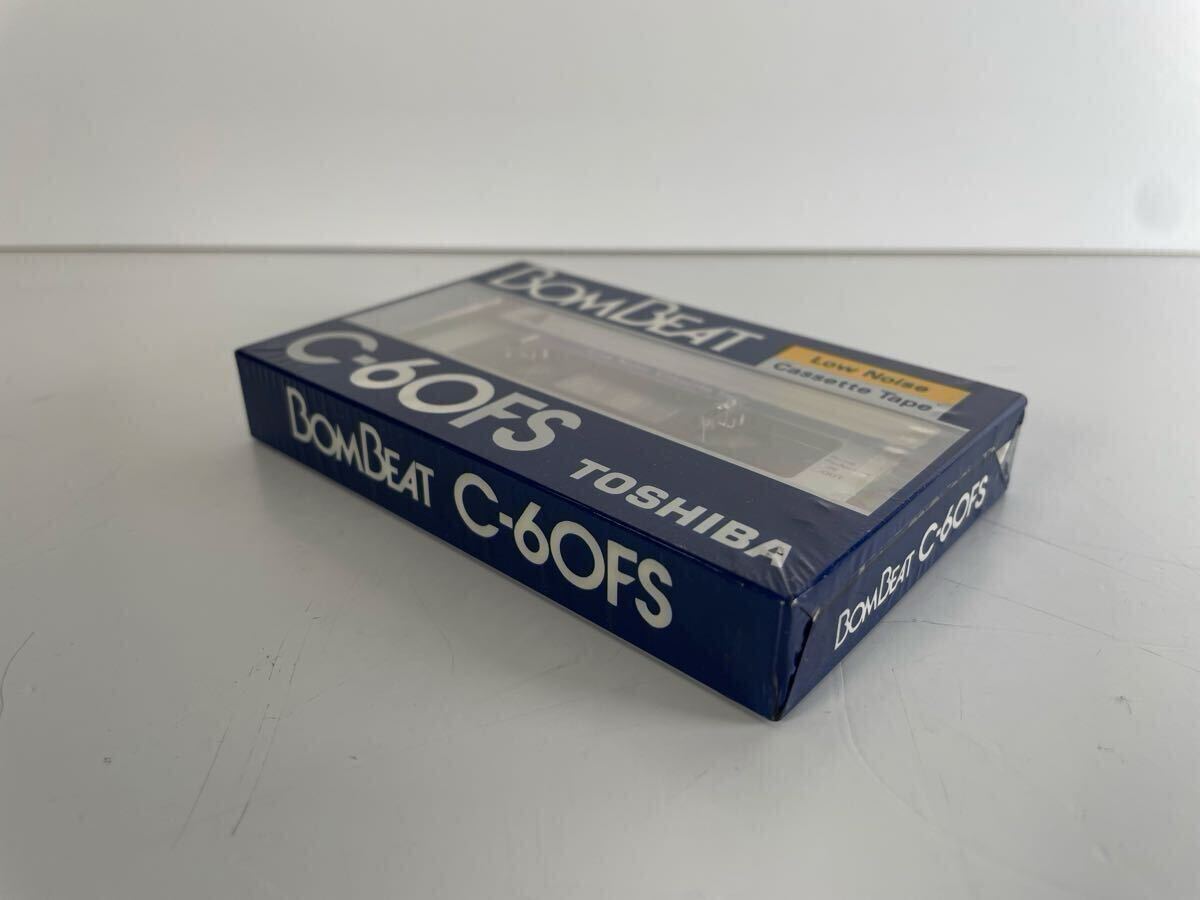 BOMBEAT
Low Noise
Cassette Tape
C-60FS
TOSHIBA
BOMBEAT C-60FS
BOMBEAT C-60FS